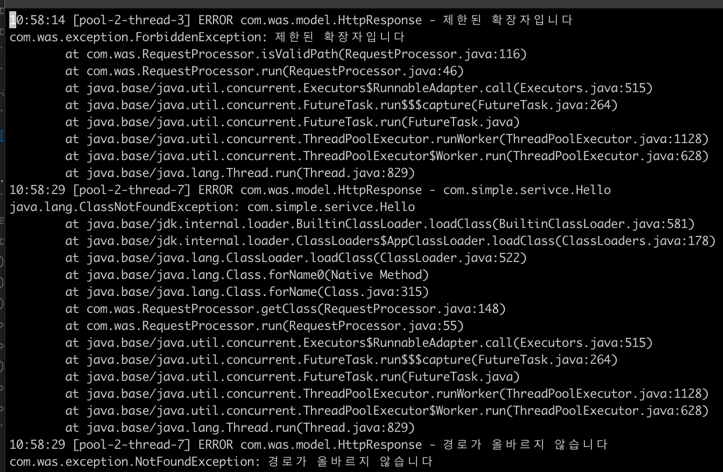 10:58:14 [pool-2-thread-3] ERROR com.was.model.HttpResponse - 제한된 확장자입니다
com.was.exception.ForbiddenException: 제한된 확장자입니다
at com.was.RequestProcessor.isValidPath(RequestProcessor.java:116)
at com.was.RequestProcessor.run(RequestProcessor.java:46)
at java.base/java.util.concurrent.Executors$RunnableAdapter.call(Executors.java:515)
at java.base/java.util.concurrent.FutureTask.run$$$capture(FutureTask.java:264)
at java.base/java.util.concurrent.FutureTask.run(FutureTask.java)
at java.base/java.util.concurrent.ThreadPoolExecutor.runWorker(ThreadPoolExecutor.java:1128)
at java.base/java.util.concurrent.ThreadPoolExecutor$Worker.run(ThreadPoolExecutor.java:628)
at java.base/java.lang.Thread.run(Thread.java:829)
10:58:29 [pool-2-thread-7] ERROR com.was.model.HttpResponse - com.simple.serivce.Hello
java.lang.ClassNotFoundException: com.simple.serivce.Hello
at java.base/jdk.internal.loader.BuiltinClassLoader.loadClass(BuiltinClassLoader.java:581)
at java.base/jdk.internal.loader.ClassLoaders$AppClassLoader.loadClass(ClassLoaders.java:178)
at java.base/java.lang.ClassLoader.loadClass(ClassLoader.java:522)
at java.base/java.lang.Class.forName0(Native Method)
at java.base/java.lang.Class.forName(Class.java:315)
at com.was.RequestProcessor.getClass(RequestProcessor.java:148)
at com.was.RequestProcessor.run(RequestProcessor.java:55)
at java.base/java.util.concurrent.Executors$RunnableAdapter.call(Executors.java:515)
at java.base/java.util.concurrent.FutureTask.run$$$capture(FutureTask.java:264)
at java.base/java.util.concurrent.FutureTask.run(FutureTask.java)
at java.base/java.util.concurrent.ThreadPoolExecutor.runWorker(ThreadPoolExecutor.java:1128)
at java.base/java.util.concurrent.ThreadPoolExecutor$Worker.run(ThreadPoolExecutor.java:628)
at java.base/java.lang.Thread.run(Thread.java:829)
10:58:29 [pool-2-thread-7] ERROR com.was.model.HttpResponse - 경로가 올바르지 않습니다
com.was.exception.NotFoundException: 경로가 올바르지 않습니다